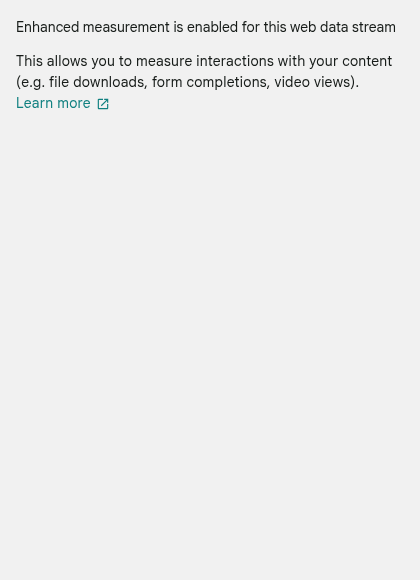 Enhanced measurement is enabled for this web data stream
This allows you to measure interactions with your content
(e.g. file downloads, form completions, video views).
Learn more